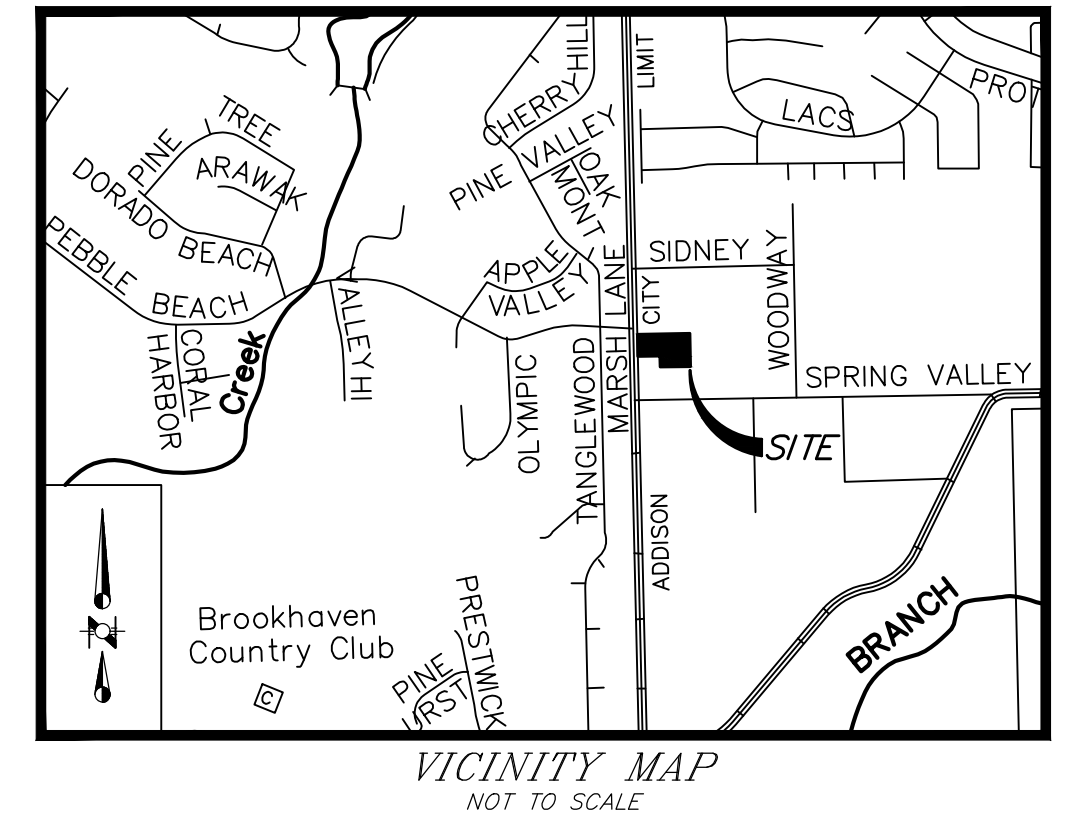 CHERRY HILL
LIMIT
PROT
LACS
TREE
PINE
ARAWAK
PINE VALLEY
OAK
MONT
DORADO BEACH
SIDNEY
PEBBLE BEACH
APPLE
VALLEY
MARSH LANE
CITY
WOODWAY
VALLEY HI
CORAL
HARBOR
Creek
OLYMPIC
TANGLEWOOD
SPRING VALLEY
SITE
ADDISON
PRESTWICK
BRANCH
Brookhaven
Country Club
PINE
URST
C
VICINITY MAP
NOT TO SCALE